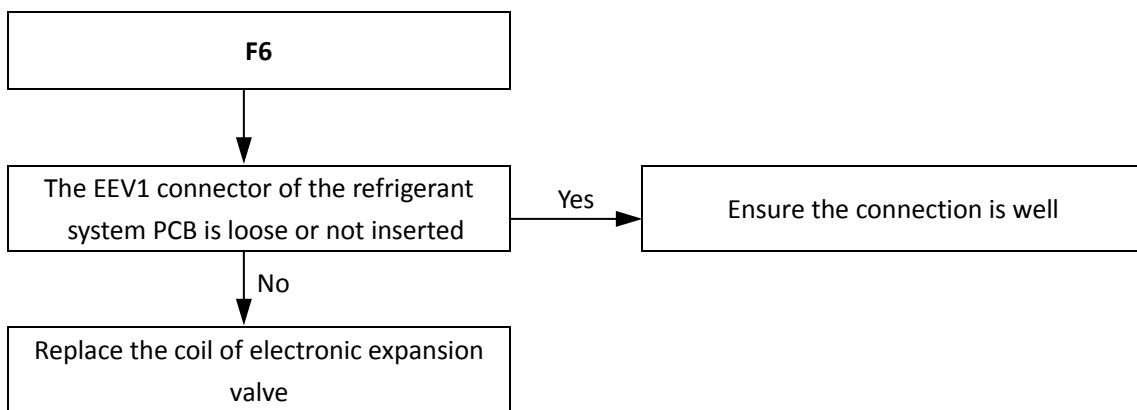 F6
The EEV1 connector of the refrigerant
system PCB is loose or not inserted
Yes
Ensure the connection is well
No
Replace the coil of electronic expansion
valve